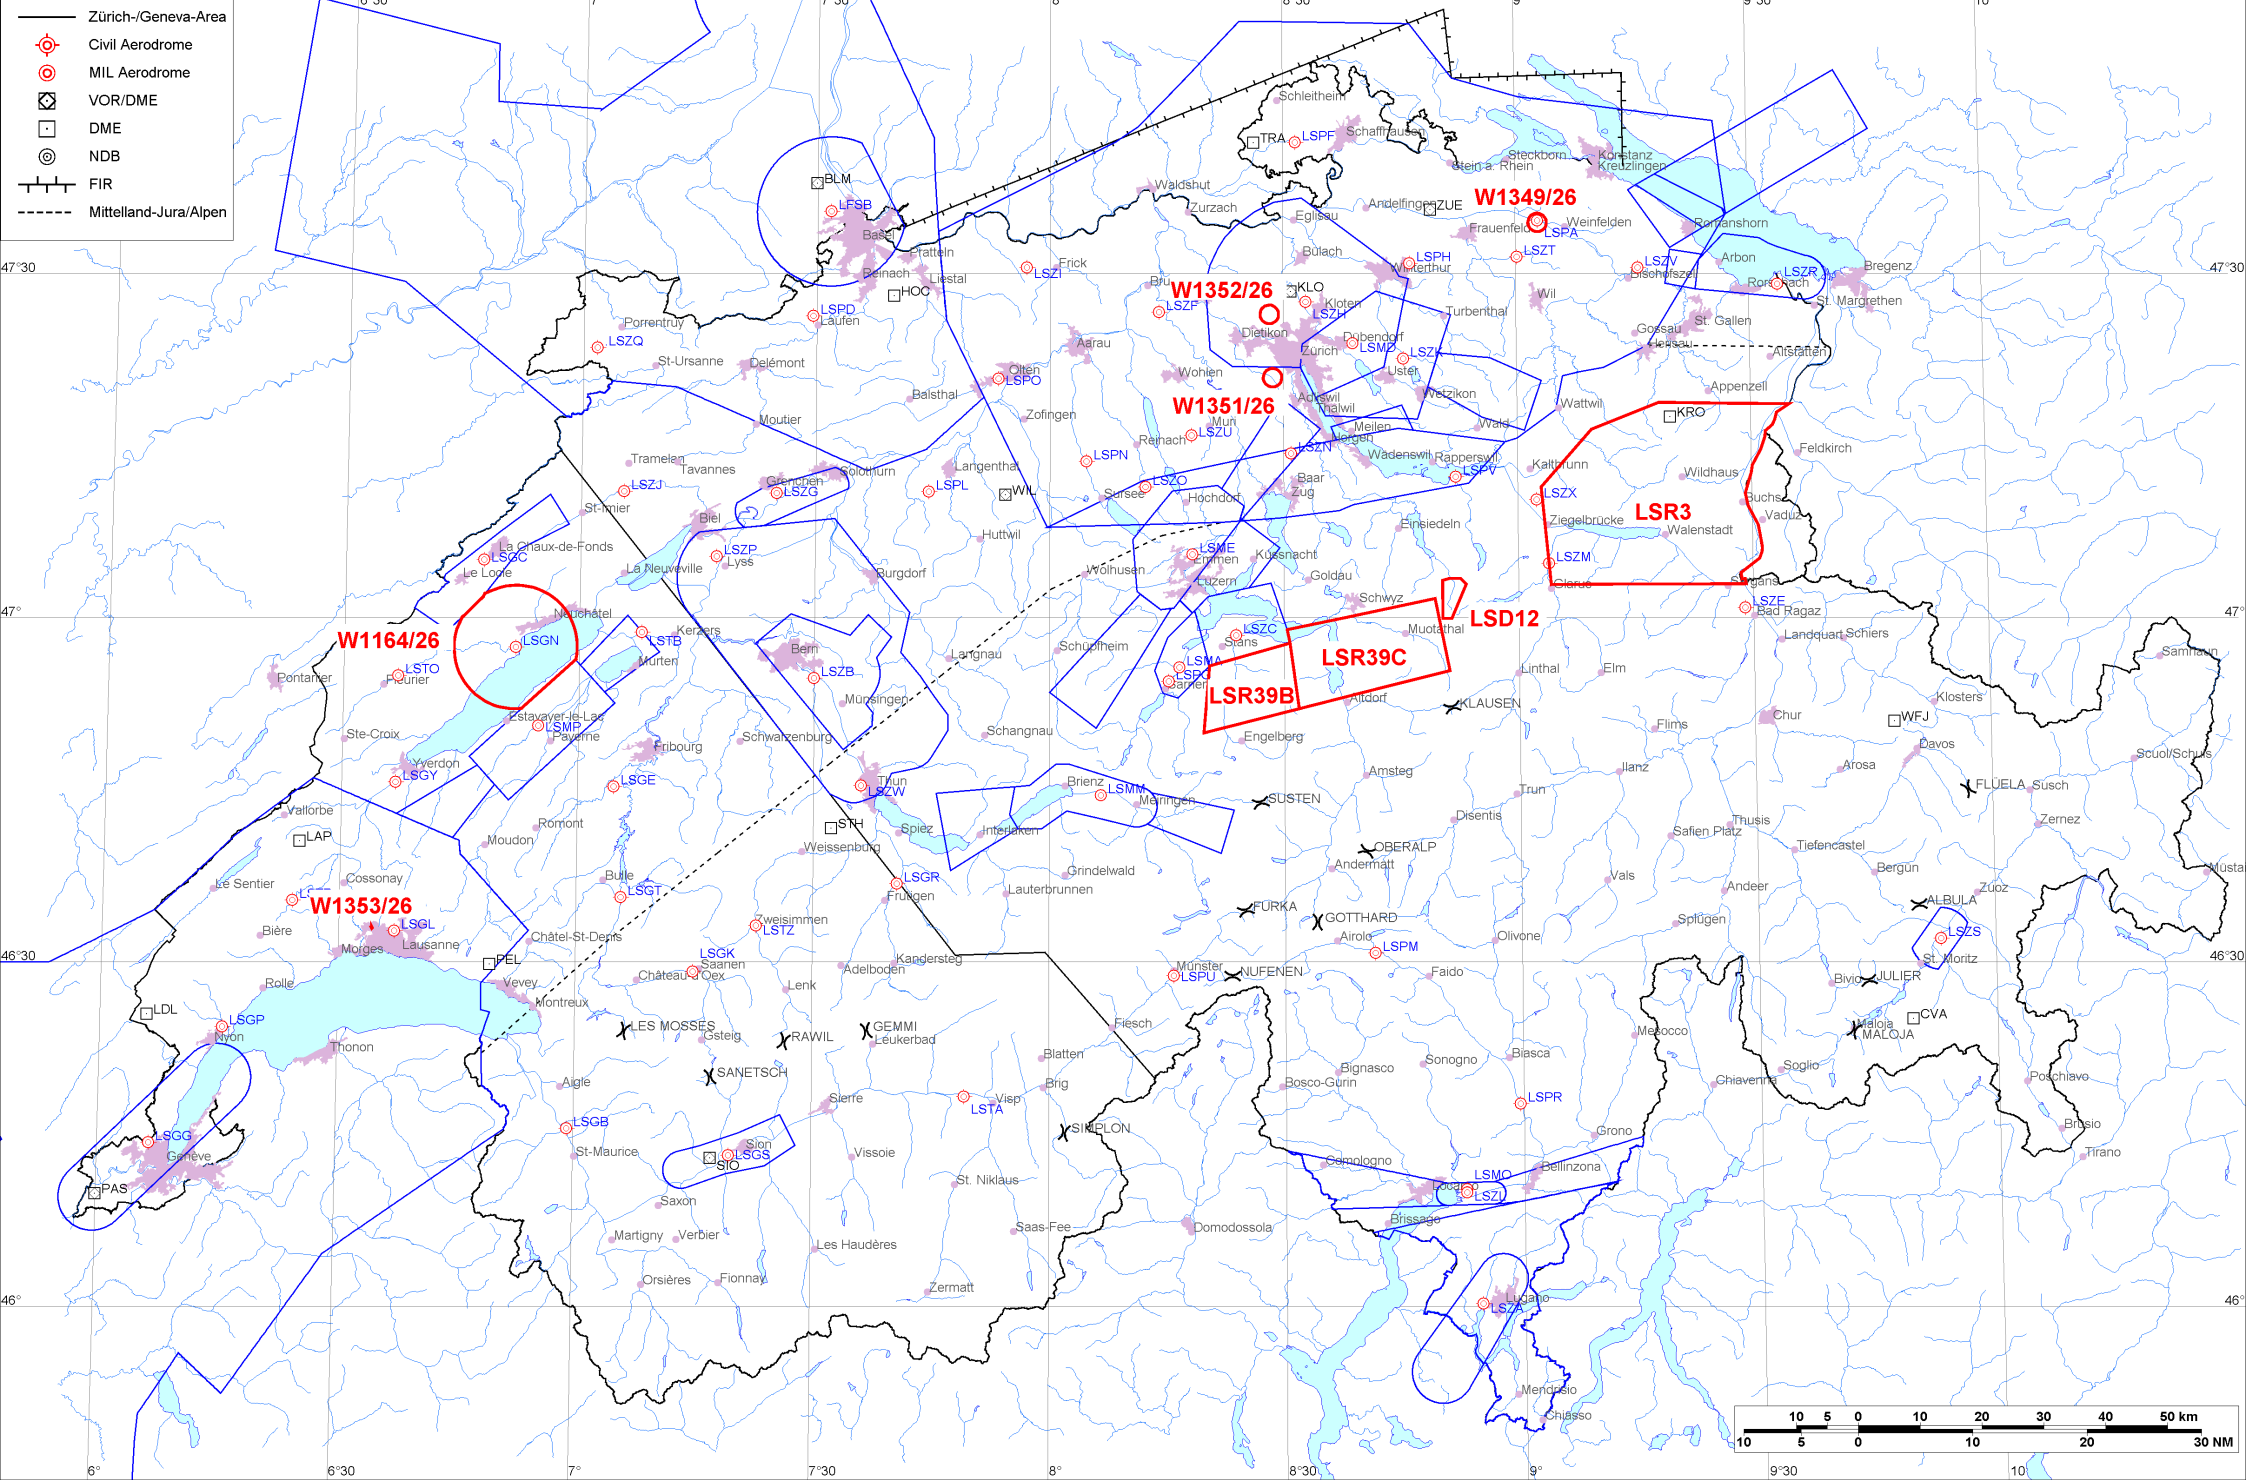 6°30
7°
7°30
8°
8°30
9°
9°30
10°
Zürich-/Geneva-Area
Civil Aerodrome
MIL Aerodrome
VOR/DME
DME
NDB
FIR
Mittelland-Jura/Alpen
Schleitheim
TRA
LSPF
Schaffhausen
Stein a. Rhein
Steckborn
Konstanz
Kreuzlingen
BLM
LFSB
Basel
Waldshut
Zurzach
Eglisau
Andelfingen
ZUE
W1349/26
LSPA
Weinfelden
Frauenfeld
Romanshorn
Pratteln
Reinach
Liestal
HOC
47°30
LSZI
Frick
Bülach
LSPH
Winterthur
LSZT
LSZV
Bischofszell
Arbon
LSZR
Rorschach
Bregenz
St. Margrethen
47°30
W1352/26
KLO
Kloten
LSZH
Wil
LSPD
Laufen
LSZF
Porrentruy
LSZQ
St-Ursanne
Delémont
Aarau
Dietikon
Zürich
Dübendorf
LSMD
LSZK
Turbenthal
Gossau
St. Gallen
Herisau
Altstätten
Olten
LSPO
Wohlen
Uster
Wetzikon
Appenzell
Balsthal
Zofingen
W1351/26
Adliswil
Thalwil
Wattwil
KRO
Moutier
Muri
LSZU
Meilen
Horgen
Wald
Reinach
Feldkirch
Tramelan
Tavannes
Solothurn
Langenthal
LSPN
LSZN
Wädenswil
Rapperswil
LSPV
Kaltbrunn
Wildhaus
LSZJ
Grenchen
LSZG
LSPL
WIL
Sursee
LSZO
Hochdorf
Baar
Zug
LSZX
Buchs
Vaduz
LSR3
St-Imier
Biel
Huttwil
Einsiedeln
Ziegelbrücke
Walenstadt
La Chaux-de-Fonds
LSGC
Le Locle
LSZP
Lyss
La Neuveville
Burgdorf
Wolhusen
LSME
Emmen
Luzern
Küssnacht
Goldau
Schwyz
LSZM
Glarus
Sargans
LSZE
Bad Ragaz
47°
47°
Neuchâtel
W1164/26
LSGN
LSTB
Kerzers
Murten
Bern
LSZB
Langnau
Schüpfheim
LSZC
Stans
LSMA
Sarnen
LSD12
Muotathal
LSR39C
LSR39B
Altdorf
Landquart
Schiers
Samnaun
Pontarlier
LSTO
Fleurier
Linthal
Elm
Klosters
Münsingen
Estavayer-le-Lac
LSMP
Payerne
Ste-Croix
Fribourg
Schwarzenburg
Schangnau
Engelberg
KLAUSEN
Flims
Chur
WFJ
Davos
Scuol/Schuls
Yverdon
LSGY
LSGE
Thun
LSZW
Brienz
LSMM
Meiringen
SUSTEN
Amsteg
Ilanz
Arosa
FLÜELA
Susch
Vallorbe
LAP
Romont
Moudon
STH
Spiez
Interlaken
Trun
Disentis
Thusis
Safien Platz
Zernez
Weissenburg
OBERALP
Andermatt
Tiefencastel
Bergün
Le Sentier
Cossonay
Bulle
LSGT
LSGR
Frutigen
Grindelwald
Lauterbrunnen
Vals
Andeer
Zuoz
W1353/26
LSGL
Lausanne
Morges
Bière
Zweisimmen
LSTZ
FURKA
GOTTHARD
Airolo
Splügen
ALBULA
LSZS
St. Moritz
Châtel-St-Denis
LSGK
Saanen
Château-d'Oex
Adelboden
Kandersteg
LSPM
Olivone
46°30
46°30
Vevey
Rolle
Lenk
Münster
LSPU
NUFENEN
Faido
Bivio
JULIER
Montreux
LDL
LSGP
Nyon
LES MOSSES
Gsteig
RAWIL
GEMMI
Leukerbad
Fiesch
Mesocco
Maloja
MALOJA
CVA
Thonon
Blatten
Sonogno
Biasca
Bignasco
Bosco-Gurin
Soglio
Chiavenna
Poschiavo
Aigle
SANETSCH
Sierre
LSTA
Visp
Brig
LSPR
LSGB
SIMPLON
Grono
Brusio
LSGG
Genève
St-Maurice
Sion
LSGS
SIO
Vissoie
Comologno
Bellinzona
Tirano
PAS
Saxon
St. Niklaus
LSMO
Locarno
LSZL
Brissago
Martigny
Verbier
Les Haudères
Saas-Fee
Domodossola
Orsières
Fionnay
Zermatt
46°
46°
Lugano
LSZA
Mendrisio
Chiasso
10 5 0 10 20 30 40 50 km
10 5 0 10 20 30 NM
6°
6°30
7°
7°30
8°
8°30
9°
9°30
10°